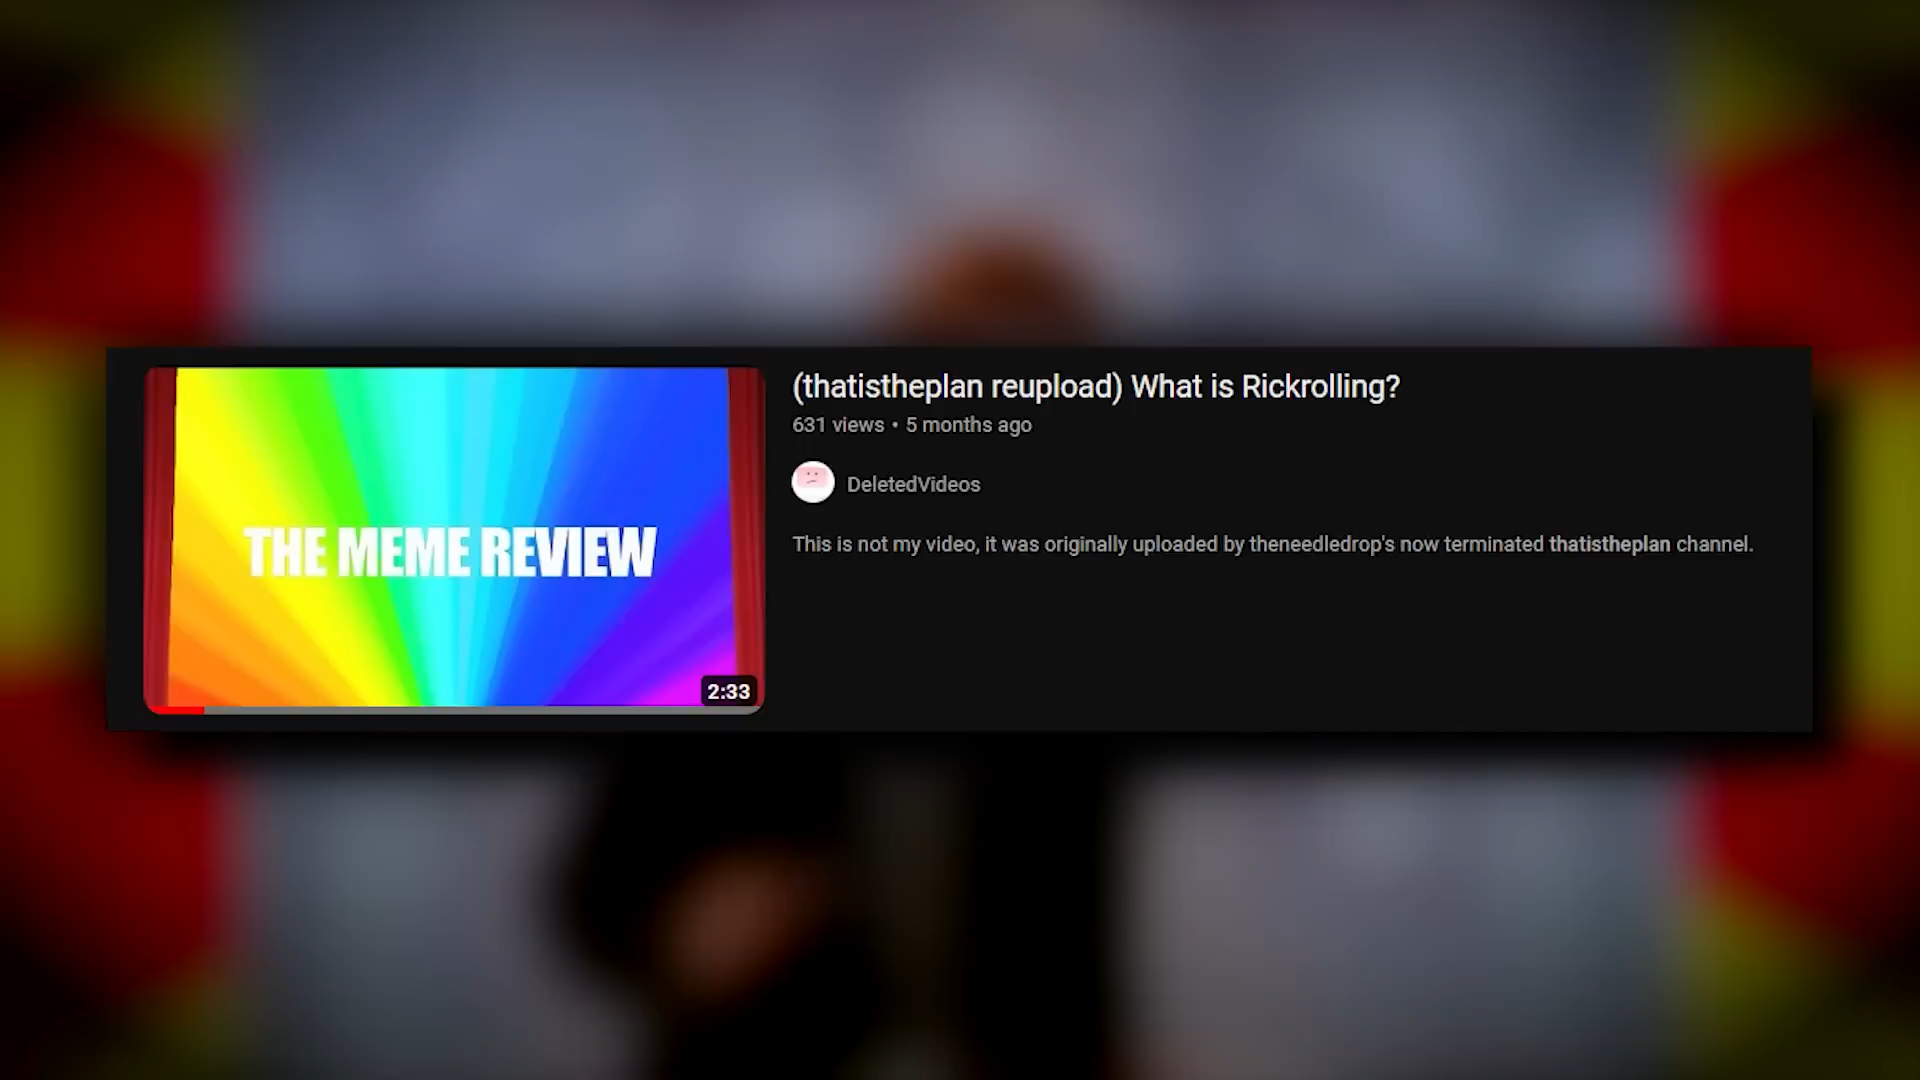 (thatistheplan reupload) What is Rickrolling?
631 views • 5 months ago
DeletedVideos
This is not my video, it was originally uploaded by theneedledrop's now terminated thatistheplan channel.
THE MEME REVIEW
2:33